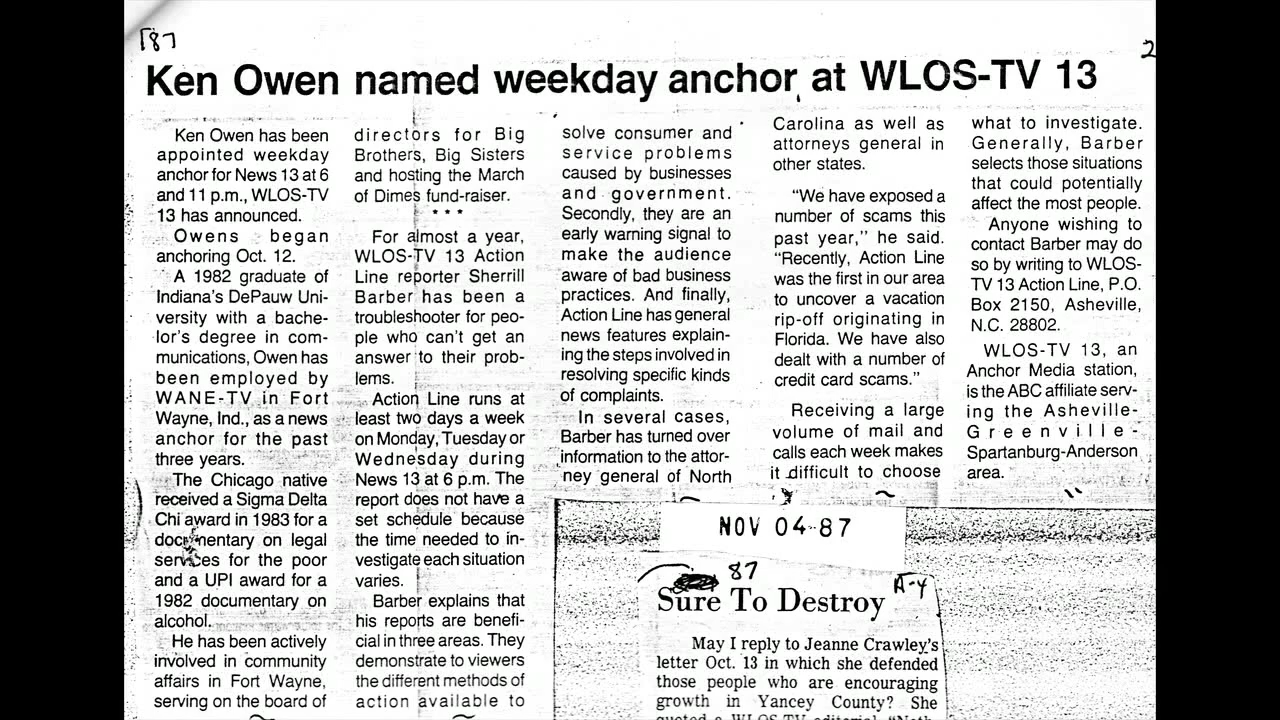 '87
2
Ken Owen named weekday anchor at WLOS-TV 13
Ken Owen has been
appointed weekday
anchor for News 13 at 6
and 11 p.m., WLOS-TV
13 has announced.
Owens began
anchoring Oct. 12.
A 1982 graduate of
Indiana's DePauw Uni-
versity with a bache-
lor's degree in com-
munications, Owen has
been employed by
WANE-TV in Fort
Wayne, Ind., as a news
anchor for the past
three years.
The Chicago native
received a Sigma Delta
Chi award in 1983 for a
documentary on legal
services for the poor
and a UPI award for a
1982 documentary on
alcohol.
He has been actively
involved in community
affairs in Fort Wayne,
serving on the board of
directors for Big
Brothers, Big Sisters
and hosting the March
of Dimes fund-raiser.
* * *
For almost a year,
WLOS-TV 13 Action
Line reporter Sherrill
Barber has been a
troubleshooter for peo-
ple who can't get an
answer to their prob-
lems.
Action Line runs at
least two days a week
on Monday, Tuesday or
Wednesday during
News 13 at 6 p.m. The
report does not have a
set schedule because
the time needed to in-
vestigate each situation
varies.
Barber explains that
his reports are benefi-
cial in three areas. They
demonstrate to viewers
the different methods of
action available to
solve consumer and
service problems
caused by businesses
and government.
Secondly, they are an
early warning signal to
make the audience
aware of bad business
practices. And finally,
Action Line has general
news features explain-
ing the steps involved in
resolving specific kinds
of complaints.
In several cases,
Barber has turned over
information to the attor-
ney general of North
Carolina as well as
attorneys general in
other states.
"We have exposed a
number of scams this
past year," he said.
"Recently, Action Line
was the first in our area
to uncover a vacation
rip-off originating in
Florida. We have also
dealt with a number of
credit card scams."
Receiving a large
volume of mail and
calls each week makes
it difficult to choose
what to investigate.
Generally, Barber
selects those situations
that could potentially
affect the most people.
Anyone wishing to
contact Barber may do
so by writing to WLOS-
TV 13 Action Line, P.O.
Box 2150, Asheville,
N.C. 28802.
WLOS-TV 13, an
Anchor Media station,
is the ABC affiliate serv-
ing the Asheville-
Greenville-
Spartanburg-Anderson
area.
NOV 04-87
87
A-4
Sure To Destroy
May I reply to Jeanne Crawley's
letter Oct. 13 in which she defended
those people who are encouraging
growth in Yancey County? She
quoted a WLOS-TV editorial